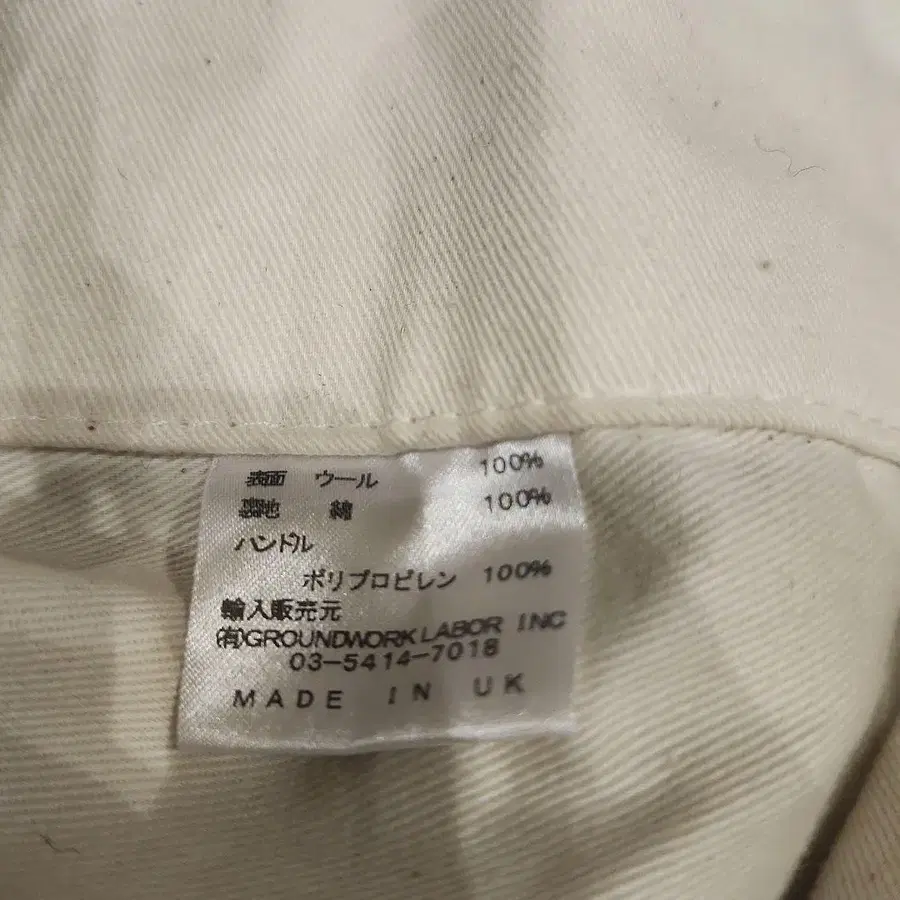 表面 ウール 100%
裏地 綿 100%
ハンドル
ポリプロピレン 100%
輸入販売元
(有)GROUNDWORK LABOR INC
03-5414-7018
MADE IN UK